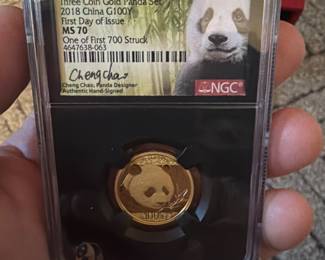 Three Coin Gold Panda Set
2018 China G100Y
First Day of Issue
MS 70
One of First 700 Struck
4647638-063
Cheng Chao
Cheng Chao, Panda Designer
Authentic Hand-Signed
NGC